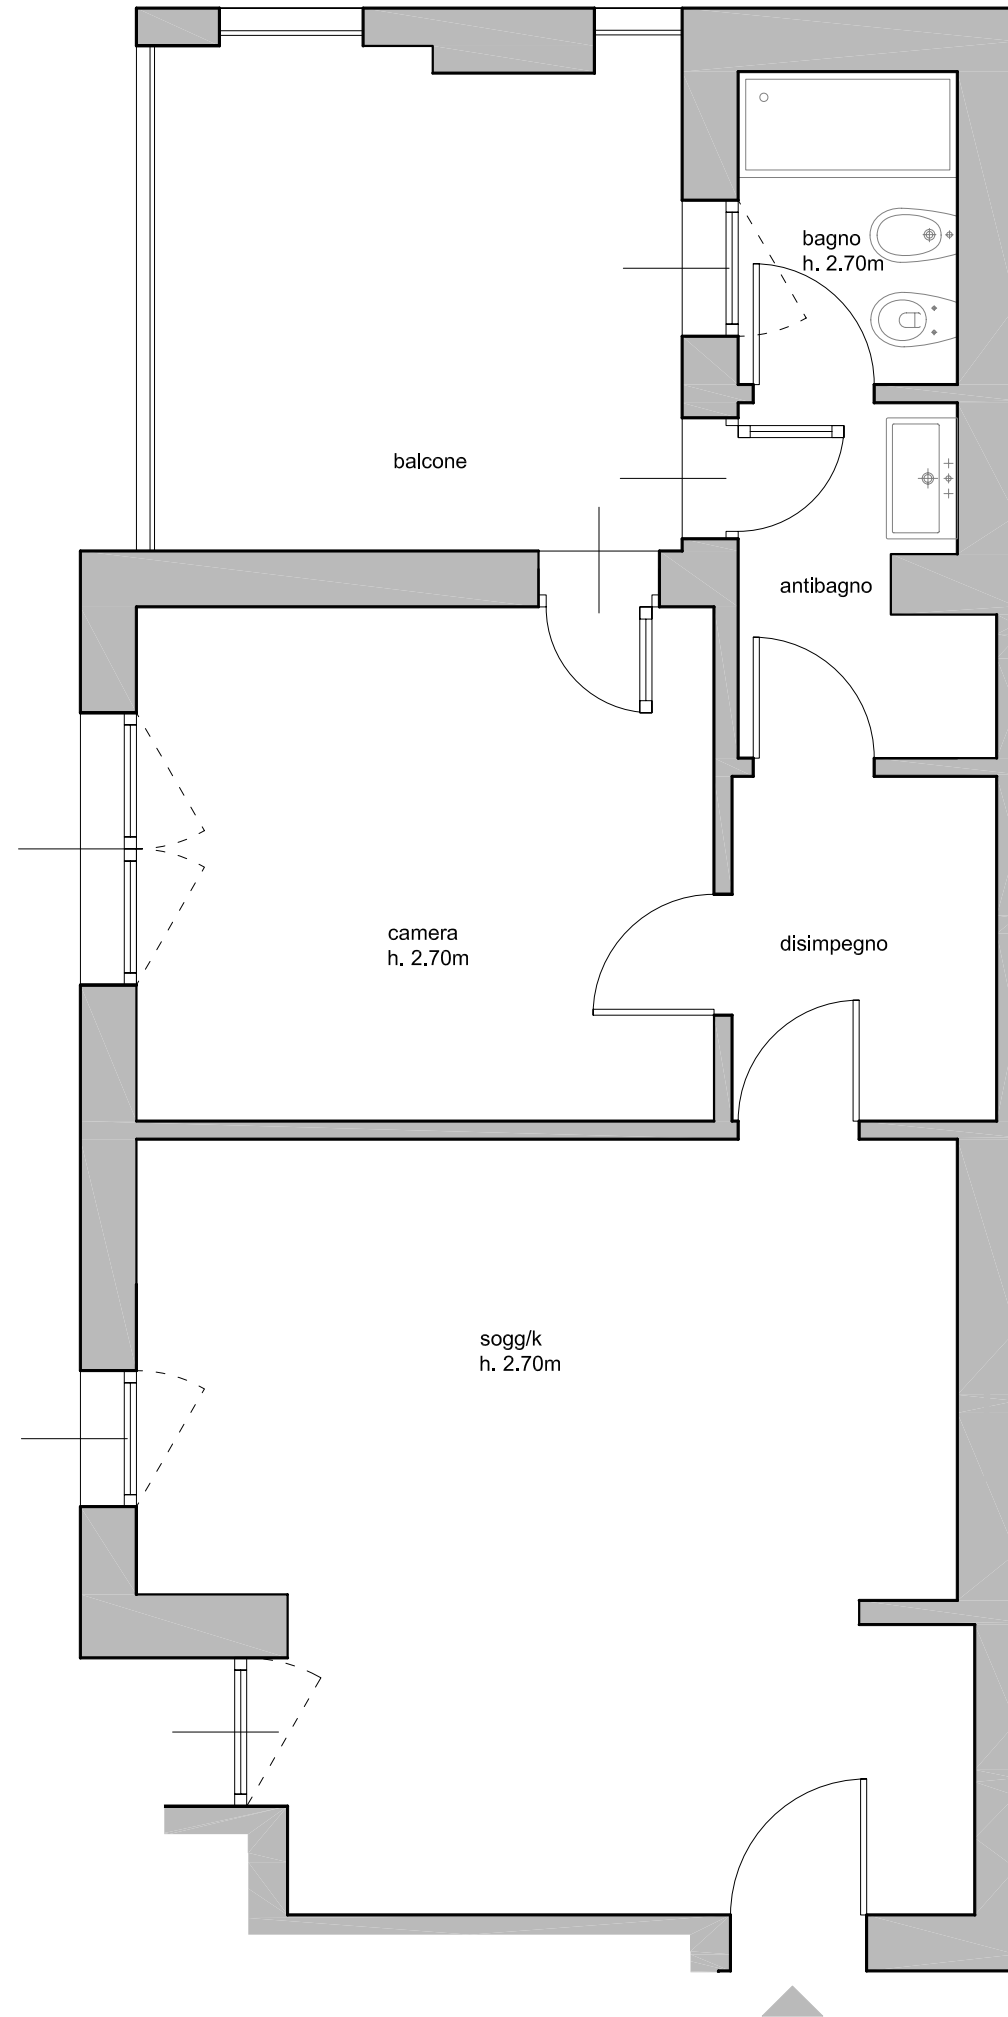 bagno
h. 2.70m
balcone
antibagno
camera
h. 2.70m
disimpegno
sogg/k
h. 2.70m